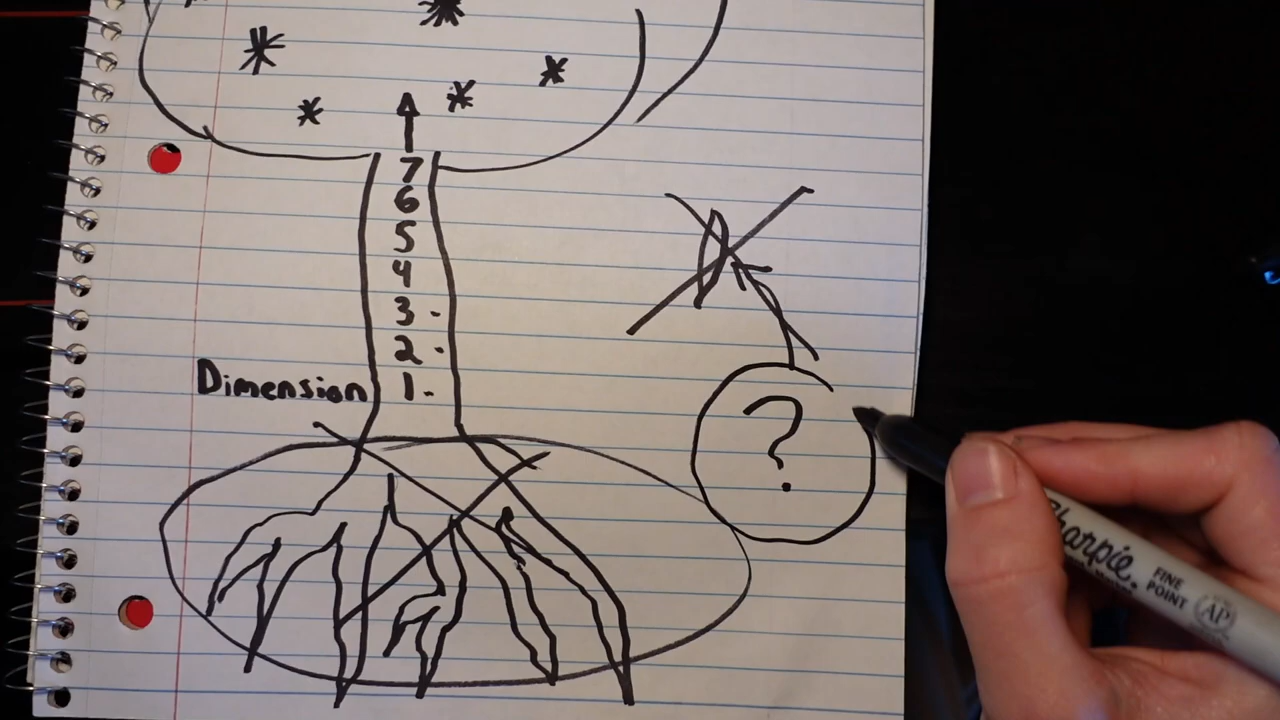 7
6
5
4
3 -
2 -
Dimension 1 -
?
Sharpie.
FINE
POINT
AP